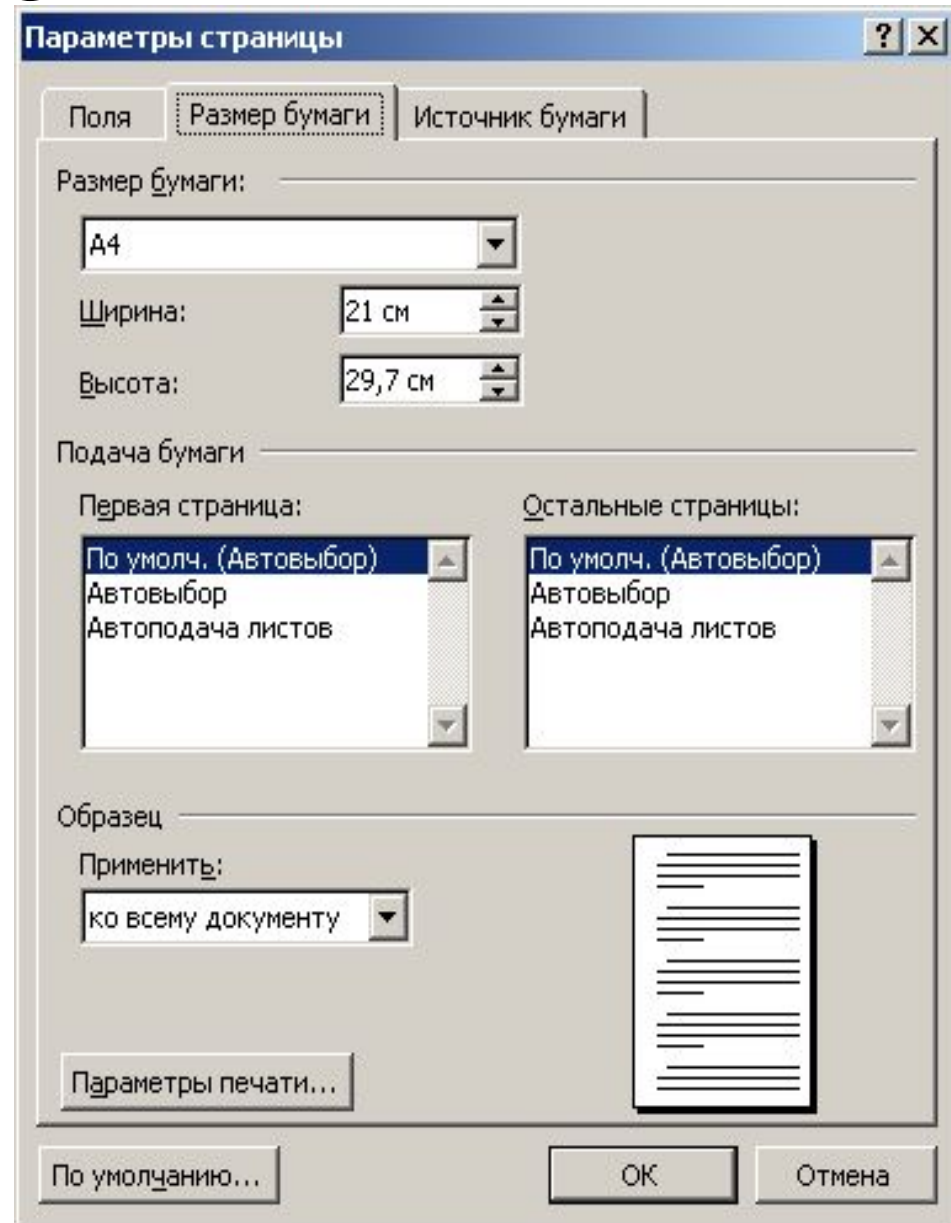 Параметры страницы
Поля Размер бумаги Источник бумаги
Размер бумаги:
A4
Ширина: 21 см
Высота: 29,7 см
Подача бумаги
Первая страница: Остальные страницы:
По умолч. (Автовыбор) По умолч. (Автовыбор)
Автовыбор Автовыбор
Автоподача листов Автоподача листов
Образец
Применить:
ко всему документу
Параметры печати...
По умолчанию... ОК Отмена